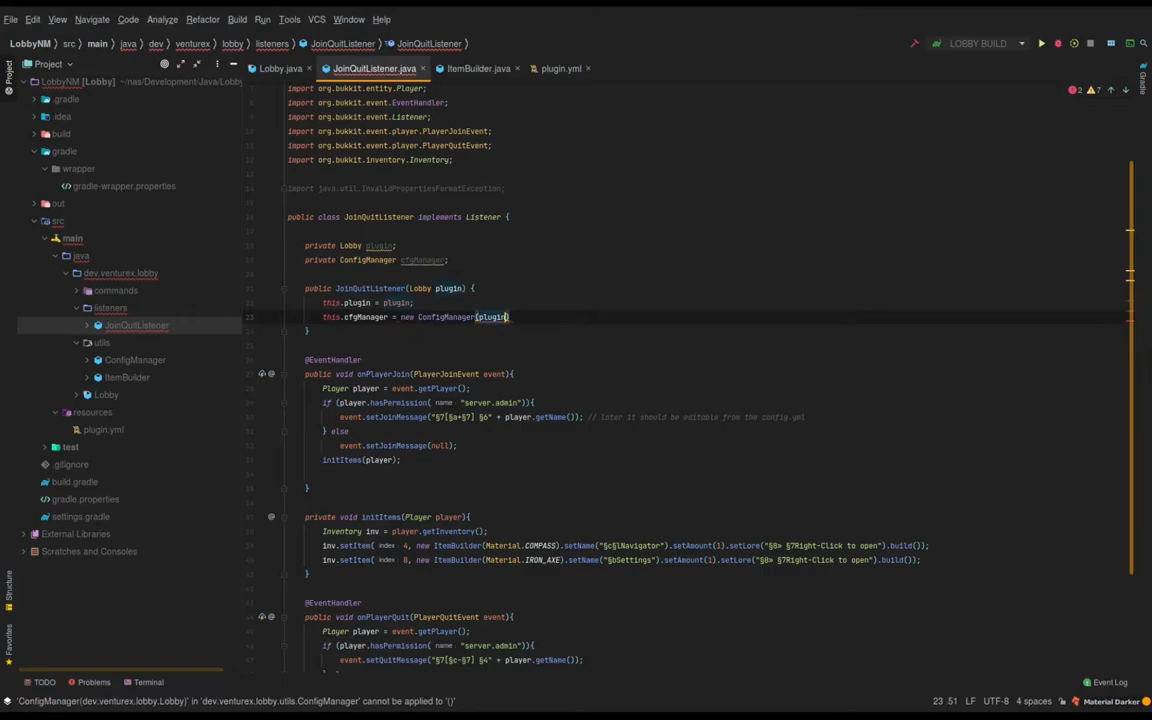 File Edit View Navigate Code Analyze Refactor Build Run Tools VCS Window Help
LobbyNM src main java dev venturex lobby listeners JoinQuitListener JoinQuitListener
LOBBY BUILD
Project
Lobby.java JoinQuitListener.java ItemBuilder.java plugin.yml
Project
LobbyNM [Lobby] ~/nas/Development/Java/Lobby
.gradle
.idea
build
gradle
wrapper
gradle-wrapper.properties
out
src
main
java
dev.venturex.lobby
commands
listeners
JoinQuitListener
utils
ConfigManager
ItemBuilder
Lobby
resources
plugin.yml
test
.gitignore
build.gradle
gradle.properties
settings.gradle
External Libraries
Scratches and Consoles
Structure
Favorites
Gradle
2 7
import org.bukkit.entity.Player;
import org.bukkit.event.EventHandler;
import org.bukkit.event.Listener;
import org.bukkit.event.player.PlayerJoinEvent;
import org.bukkit.event.player.PlayerQuitEvent;
import org.bukkit.inventory.Inventory;
import java.util.InvalidPropertiesFormatException;
public class JoinQuitListener implements Listener {
private Lobby plugin;
private ConfigManager cfgManager;
public JoinQuitListener(Lobby plugin) {
this.plugin = plugin;
this.cfgManager = new ConfigManager(plugin)
}
@EventHandler
public void onPlayerJoin(PlayerJoinEvent event){
Player player = event.getPlayer();
if (player.hasPermission( name: "server.admin")){
event.setJoinMessage("§7[§a+§7] §6" + player.getName()); // later it should be editable from the config.yml
} else
event.setJoinMessage(null);
initItems(player);
}
private void initItems(Player player){
Inventory inv = player.getInventory();
inv.setItem( index: 4, new ItemBuilder(Material.COMPASS).setName("§c§lNavigator").setAmount(1).setLore("§8» §7Right-Click to open").build());
inv.setItem( index: 8, new ItemBuilder(Material.IRON_AXE).setName("§bSettings").setAmount(1).setLore("§8» §7Right-Click to open").build());
}
@EventHandler
public void onPlayerQuit(PlayerQuitEvent event){
Player player = event.getPlayer();
if (player.hasPermission( name: "server.admin")){
event.setQuitMessage("§7[§c-§7] §4" + player.getName());
TODO Problems Terminal Event Log
'ConfigManager(dev.venturex.lobby.Lobby)' in 'dev.venturex.lobby.utils.ConfigManager' cannot be applied to '()' 23:51 LF UTF-8 4 spaces Material Darker